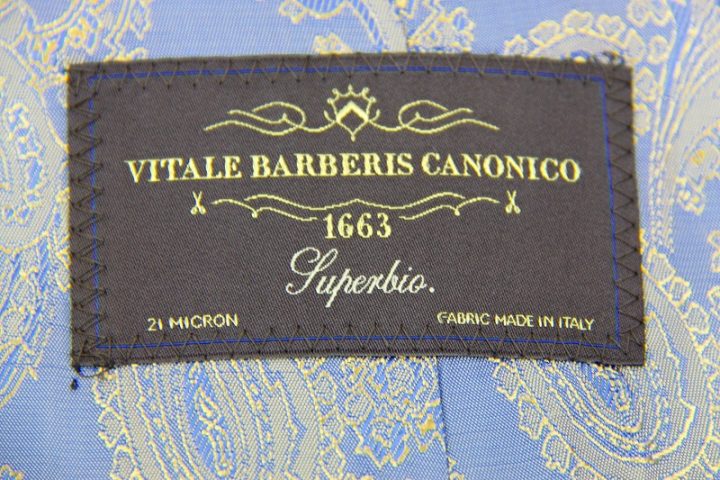 VITALE BARBERIS CANONICO
1663
Superbio.
21 MICRON
FABRIC MADE IN ITALY